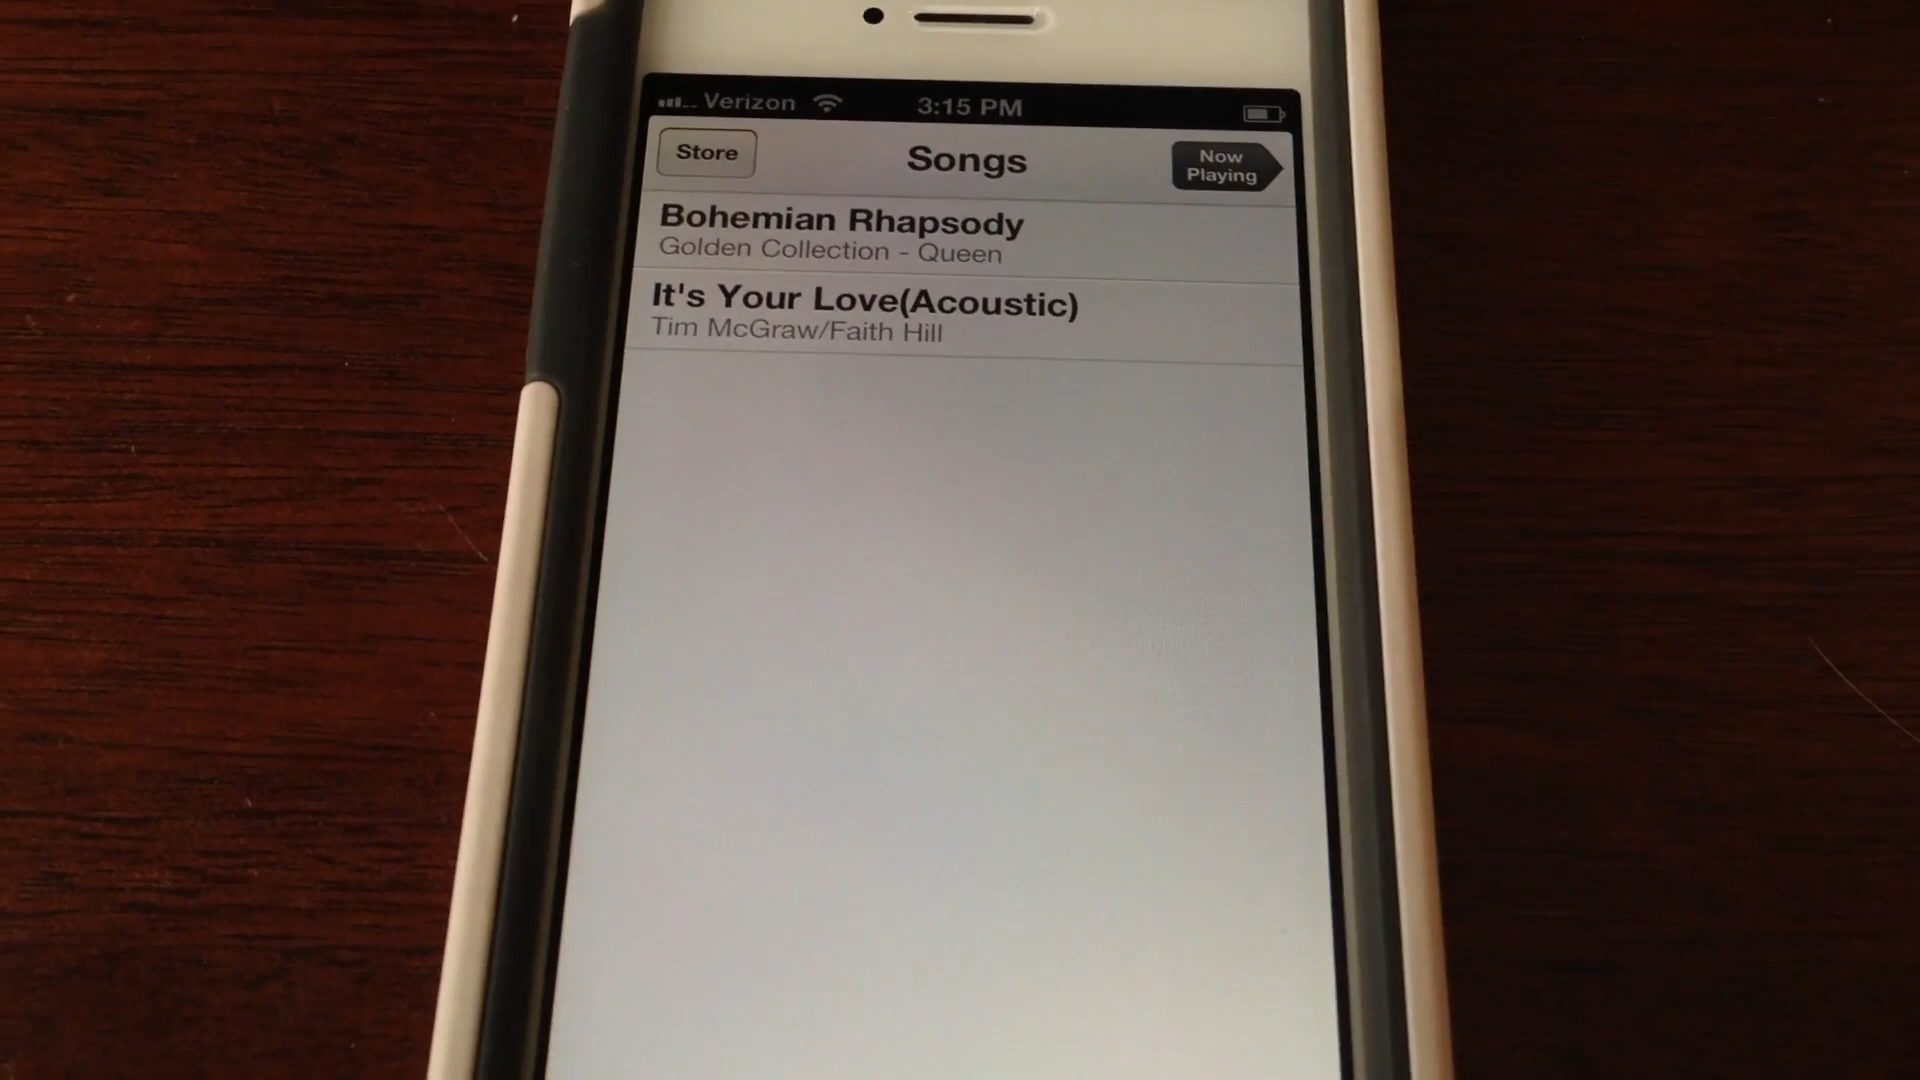 Verizon 3:15 PM
Store Songs Now Playing
Bohemian Rhapsody
Golden Collection - Queen
It's Your Love(Acoustic)
Tim McGraw/Faith Hill